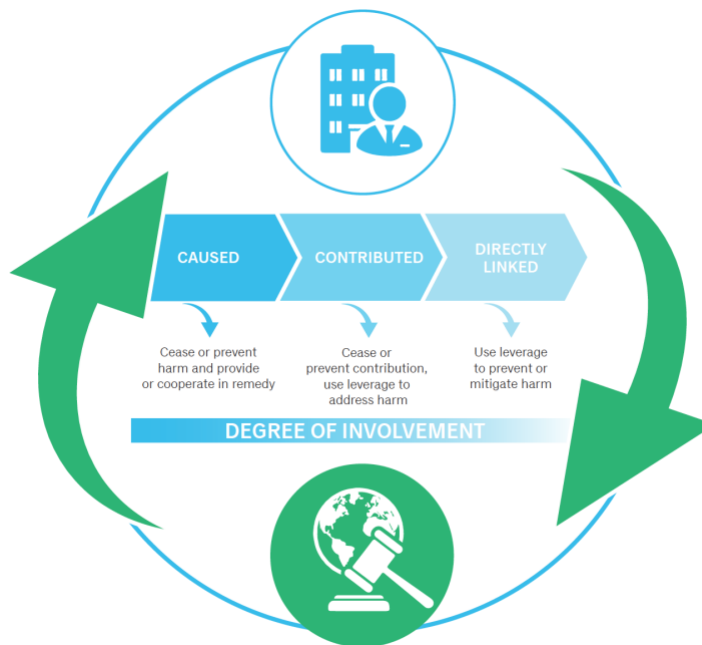 CAUSED
CONTRIBUTED
DIRECTLY
LINKED
Cease or prevent
harm and provide
or cooperate in remedy
Cease or
prevent contribution,
use leverage to
address harm
Use leverage
to prevent or
mitigate harm
DEGREE OF INVOLVEMENT